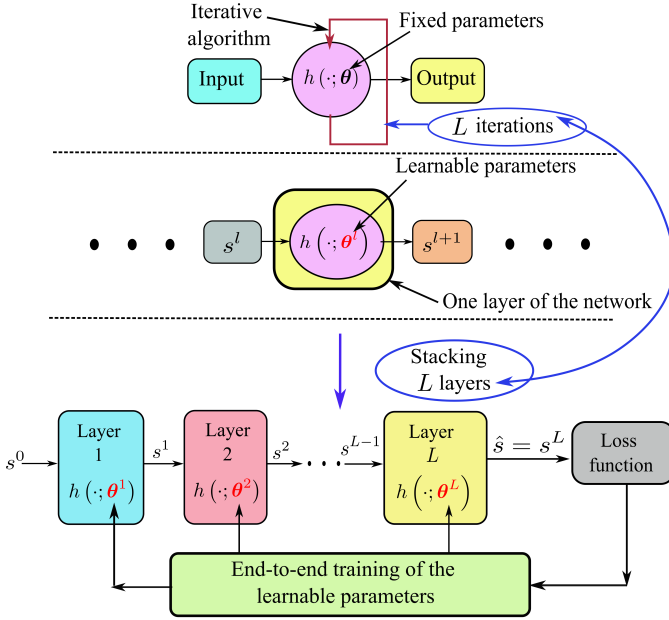 Iterative
algorithm
Fixed parameters
Input
h (·; θ)
Output
L iterations
Learnable parameters
• • •
s^l
h (·; θ^l)
s^{l+1}
• • •
One layer of the network
Stacking
L layers
s^0
Layer
1
h (·; θ^1)
s^1
Layer
2
h (·; θ^2)
s^2
• • •
s^{L−1}
Layer
L
h (·; θ^L)
ŝ = s^L
Loss
function
End-to-end training of the
learnable parameters